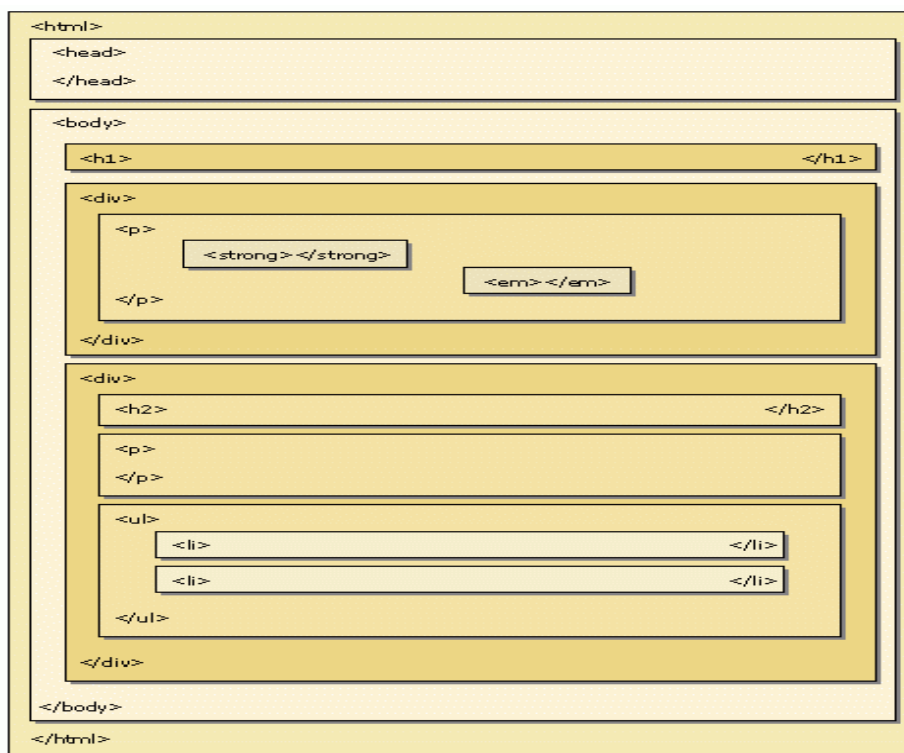 <html>
<head>
</head>
<body>
<h1> </h1>
<div>
<p>
<strong></strong>
<em></em>
</p>
</div>
<div>
<h2> </h2>
<p>
</p>
<ul>
<li> </li>
<li> </li>
</ul>
</div>
</body>
</html>